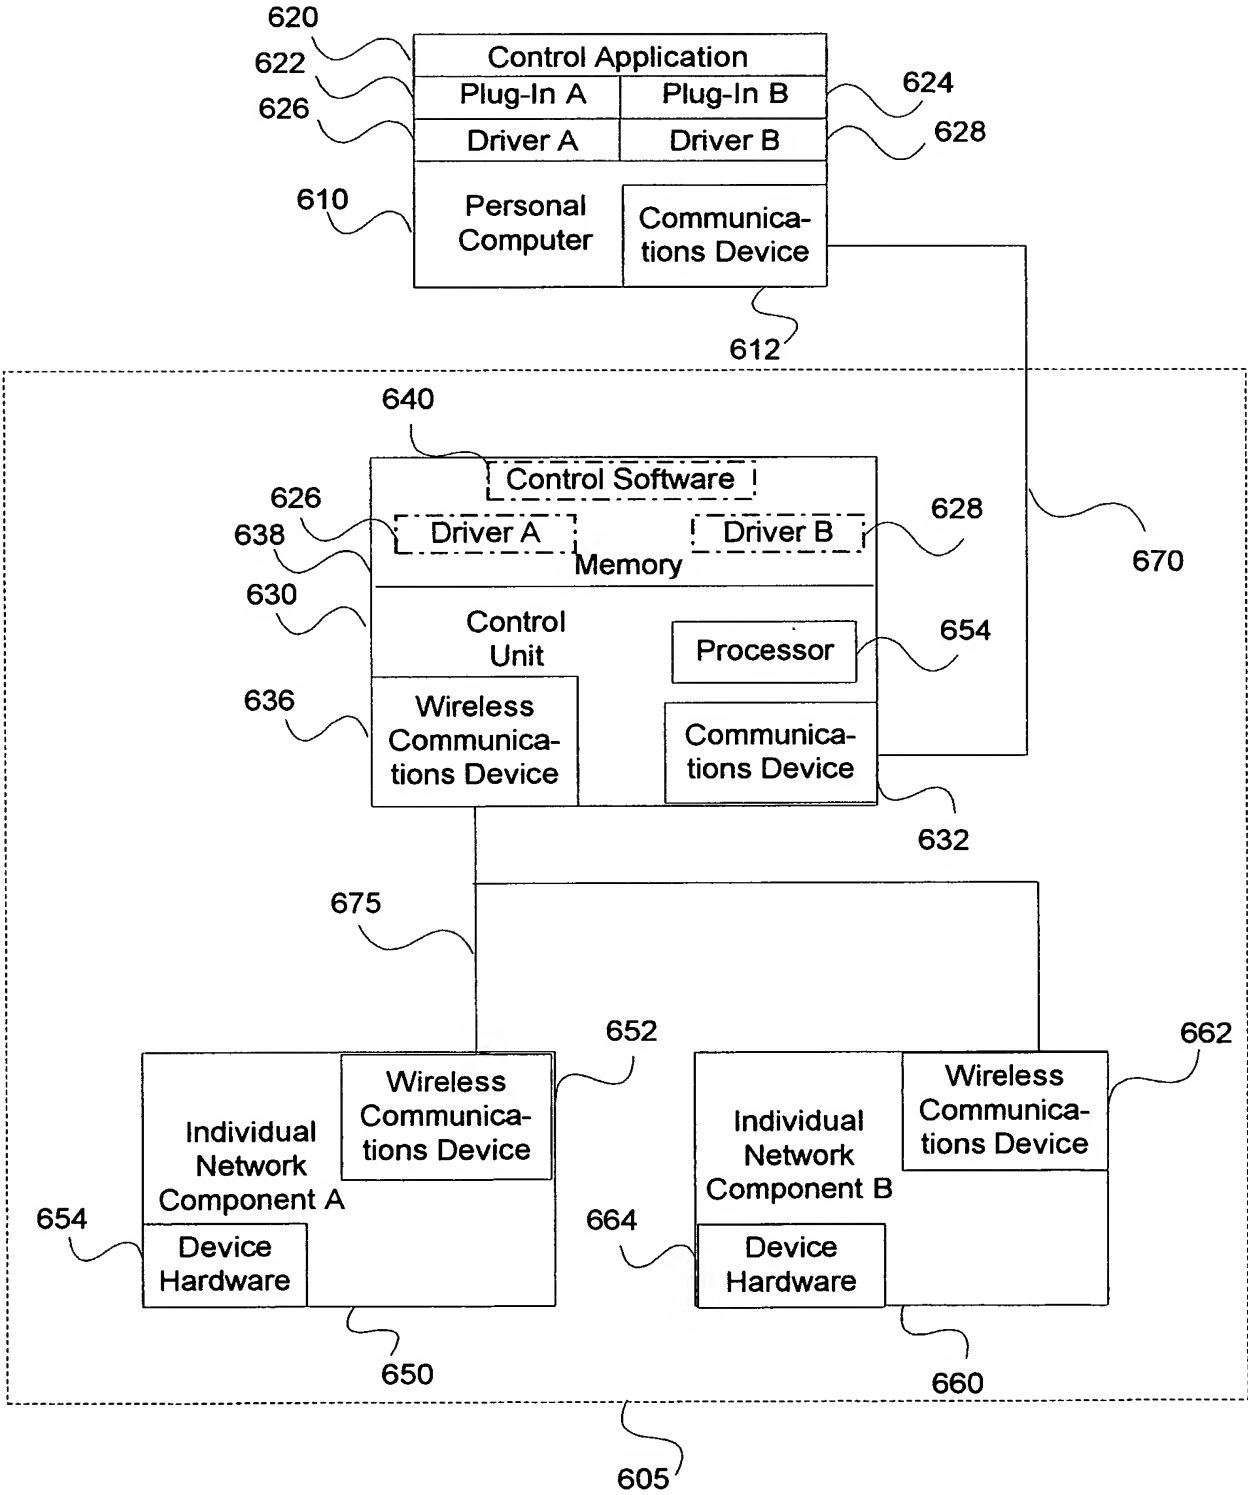 620
Control Application
622
Plug-In A
Plug-In B
624
626
Driver A
Driver B
628
610
Personal
Computer
Communica-
tions Device
612
640
Control Software
626
Driver A
Driver B
628
638
Memory
670
630
Control
Unit
Processor
654
636
Wireless
Communica-
tions Device
Communica-
tions Device
632
675
652
662
Wireless
Communica-
tions Device
Individual
Network
Component A
Wireless
Communica-
tions Device
Individual
Network
Component B
654
Device
Hardware
664
Device
Hardware
650
660
605